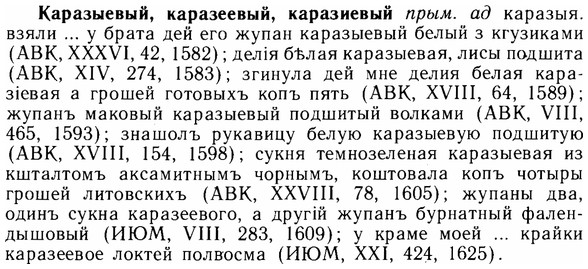 Каразыевый, каразеевый, каразиевый прым. ад каразыя.
взяли ... у брата дей его жупан каразыевый белый з кгузиками
(АВК, XXXVI, 42, 1582); делія бѣлая каразыевая, лисы подшита
(АВК, XIV, 274, 1583); згинула дей мне делия белая кара-
зіевая а грошей готовыхъ копъ пять (АВК, XVIII, 64, 1589);
жупанъ маковый каразыевый подшитый волками (АВК, VIII,
465, 1593); знашолъ рукавицу белую каразыевую подшитую
(АВК, XVIII, 154, 1598); сукня темнозеленая каразыевая из
кшталтомъ аксамитнымъ чорнымъ, коштовала копъ чотыры
грошей литовскихъ (АВК, XXVIII, 78, 1605); жупаны два,
одинъ сукна каразеевого, а другій жупанъ бурнатный фален-
дышовый (ИЮМ, VIII, 283, 1609); у краме моей ... крайки
каразеевое локтей полвосма (ИЮМ, XXI, 424, 1625).